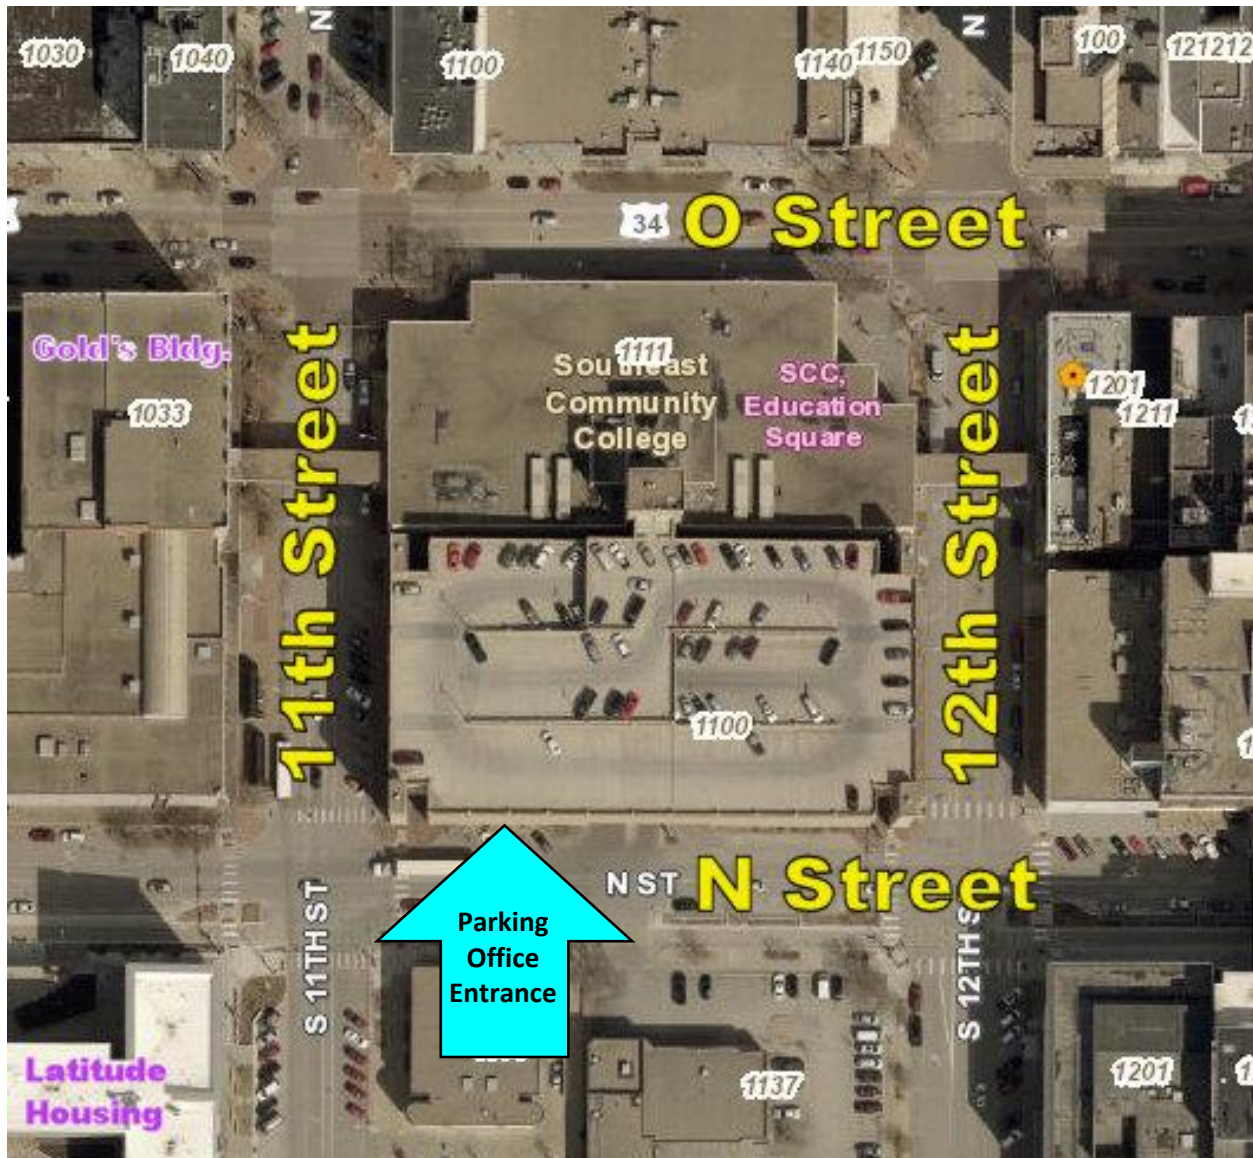 N
N
1030
1040
1100
1140
1150
100
1212
34
O Street
Gold's Bldg.
1033
11th Street
1111
Southeast
Community
College
SCC,
Education
Square
12th Street
1201
1211
1100
N ST
N Street
S 11TH ST
S 12TH S
Parking
Office
Entrance
Latitude
Housing
1137
1201